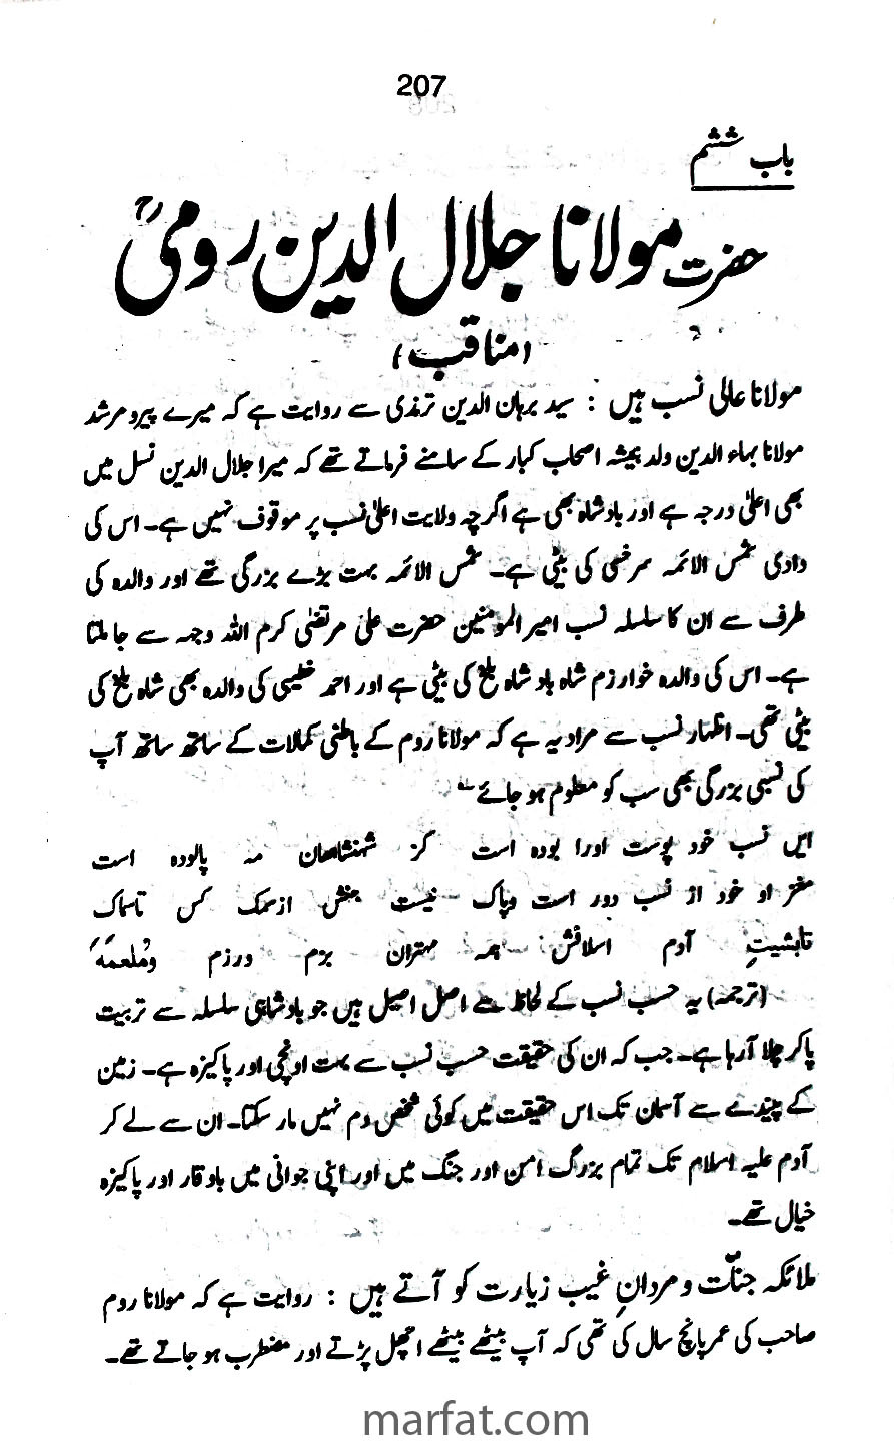 207
باب ششم
حضرت مولانا جلال الدین رومیؒ
(مناقب)
مولانا عالی نسب ہیں : سید برہان الدین ترمذی سے روایت ہے کہ میرے پیرو مرشد
مولانا بہاء الدین ولد ہمیشہ اصحاب کبار کے سامنے فرماتے تھے کہ میرا جلال الدین نسل میں
بھی اعلیٰ درجہ ہے اور بادشاہ بھی ہے اگرچہ ولایت اعلیٰ نسب پر موقوف نہیں ہے۔ اس کی
دادی شمس الائمہ سرخسی کی بیٹی ہے۔ شمس الائمہ بہت بڑے بزرگ تھے اور والدہ کی
طرف سے ان کا سلسلہ نسب امیر المومنین حضرت علی مرتضیٰ کرم اللہ وجہہ سے جا ملتا
ہے۔ اس کی والدہ خوارزم شاہ بادشاہ بلخ کی بیٹی ہے اور احمد خطیبی کی والدہ بھی شاہ بلخ کی
بیٹی تھی۔ اظہار نسب سے مراد یہ ہے کہ مولانا روم کے باطنی کمالات کے ساتھ ساتھ آپ
کی نسبی بزرگی بھی سب کو معلوم ہو جائے
ایں نسب خود پوست اورا بودہ است کز شہنشاہان مہ پالودہ است
مغز او خود از نسب دور است وپاک نیست جنش از سمک کس تاسماک
تابشیتِ آدم اسلافش ہمہ مہتران بزم ورزم
(ترجمہ) یہ حسب نسب کے لحاظ سے اصل اصیل ہیں جو بادشاہی سلسلہ سے تربیت
پا کر چلا آرہا ہے۔ جب کہ ان کی حقیقت حسب نسب سے بہت اونچی اور پاکیزہ ہے۔ زمین
کے پیندے سے آسمان تک اس حقیقت میں کوئی شخص دم نہیں مار سکتا۔ ان سے لے کر
آدم علیہ السلام تک تمام بزرگ امن اور جنگ میں اور اپنی جوانی میں باوقار اور پاکیزہ
خیال تھے۔
ملائکہ جنات و مردانِ غیب زیارت کو آتے ہیں : روایت ہے کہ مولانا روم
صاحب کی عمر پانچ سال کی تھی کہ آپ بیٹھے بیٹھے اچھل پڑتے اور مضطرب ہو جاتے تھے۔
marfat.com